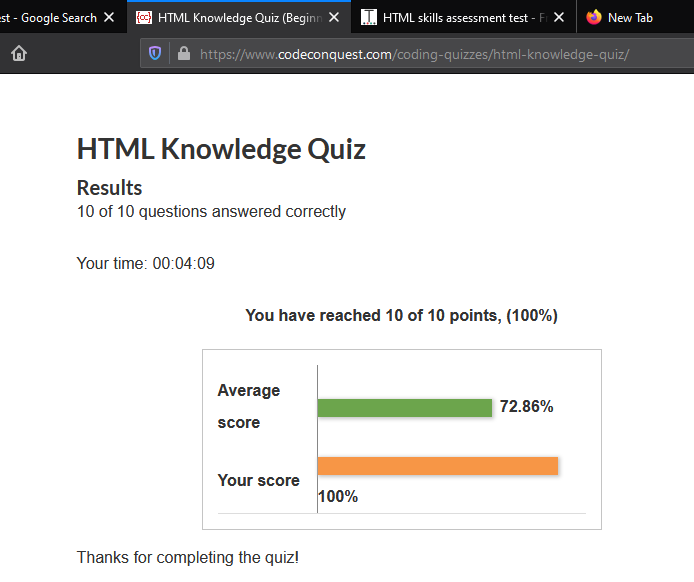 est - Google Search
HTML Knowledge Quiz (Beginn
HTML skills assessment test - Fr
New Tab
https://www.codeconquest.com/coding-quizzes/html-knowledge-quiz/
HTML Knowledge Quiz
Results
10 of 10 questions answered correctly
Your time: 00:04:09
You have reached 10 of 10 points, (100%)
Average
score
72.86%
Your score
100%
Thanks for completing the quiz!